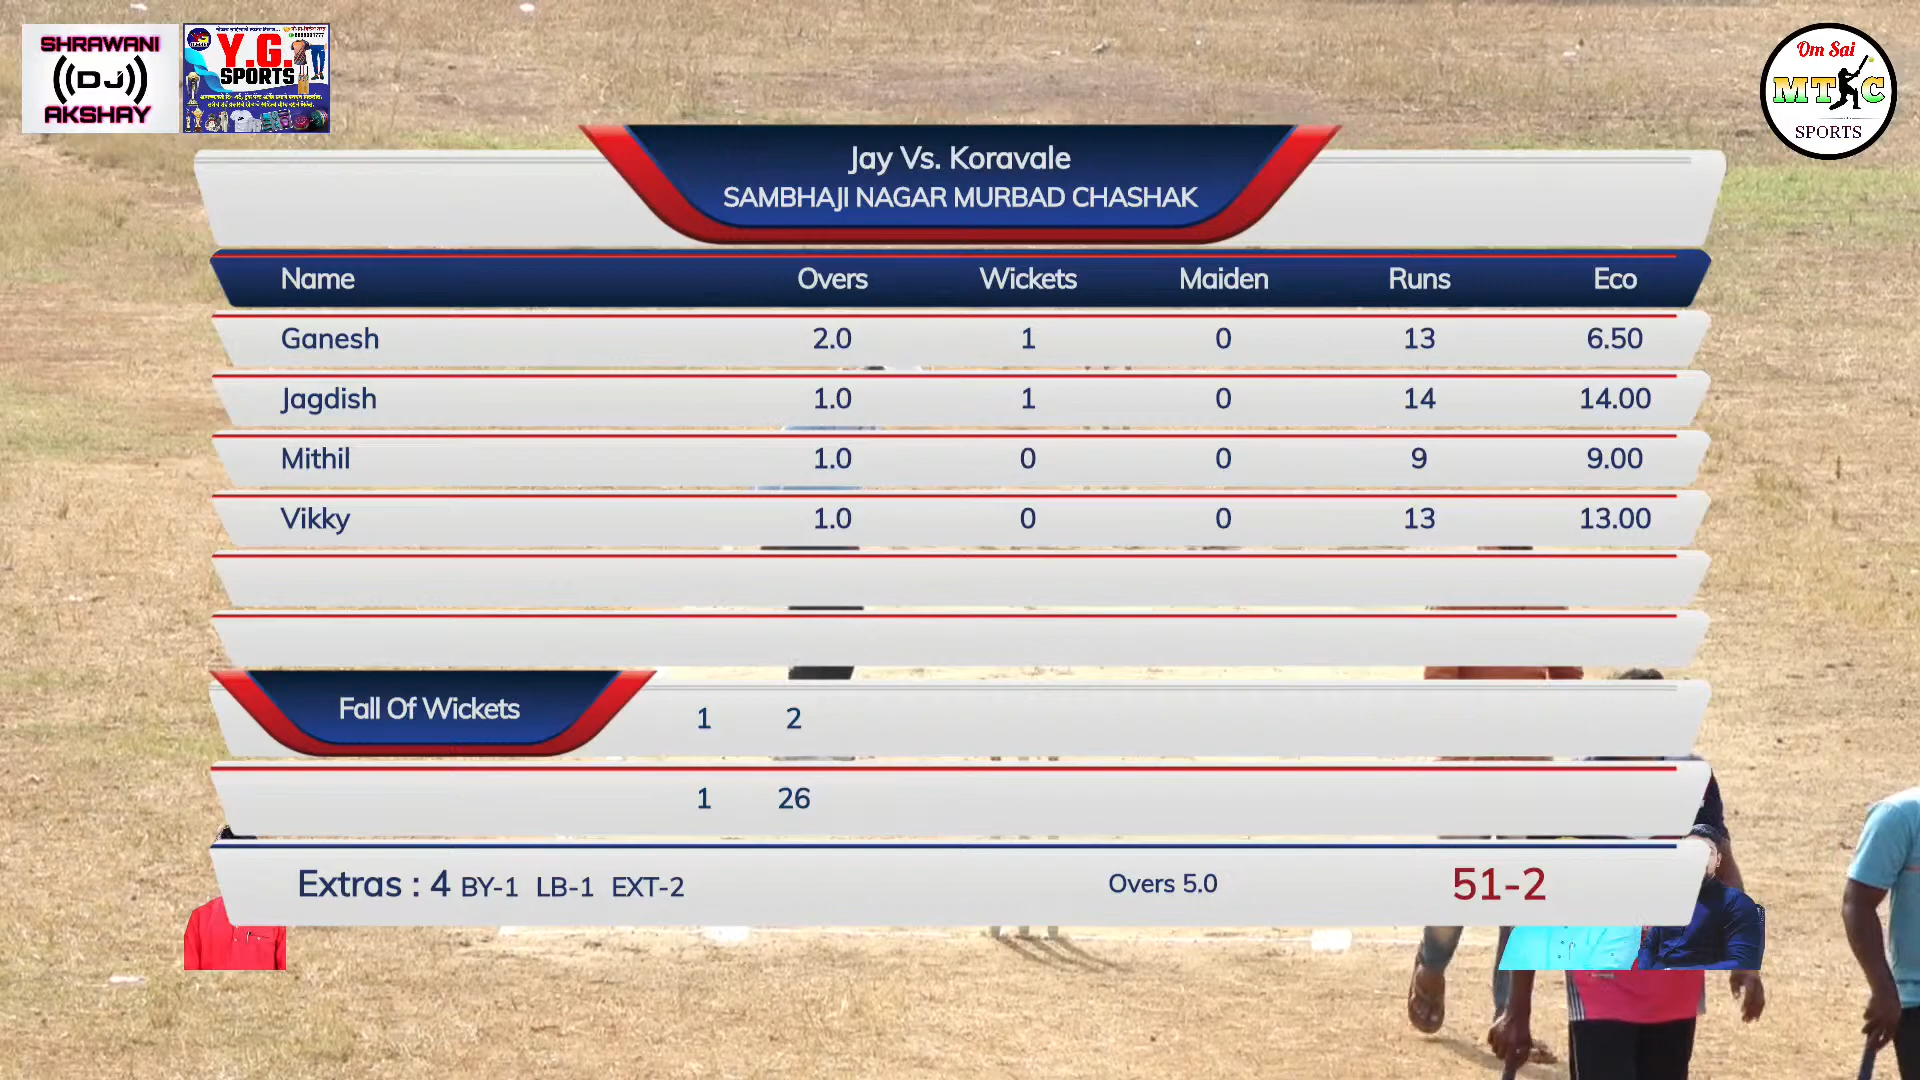 SHRAWANI
DJ
AKSHAY
Y.G.
SPORTS
Om Sai
MTCC
SPORTS
Jay Vs. Koravale
SAMBHAJI NAGAR MURBAD CHASHAK
Name Overs Wickets Maiden Runs Eco
Ganesh 2.0 1 0 13 6.50
Jagdish 1.0 1 0 14 14.00
Mithil 1.0 0 0 9 9.00
Vikky 1.0 0 0 13 13.00
Fall Of Wickets 1 2
1 26
Extras : 4 BY-1 LB-1 EXT-2 Overs 5.0 51-2